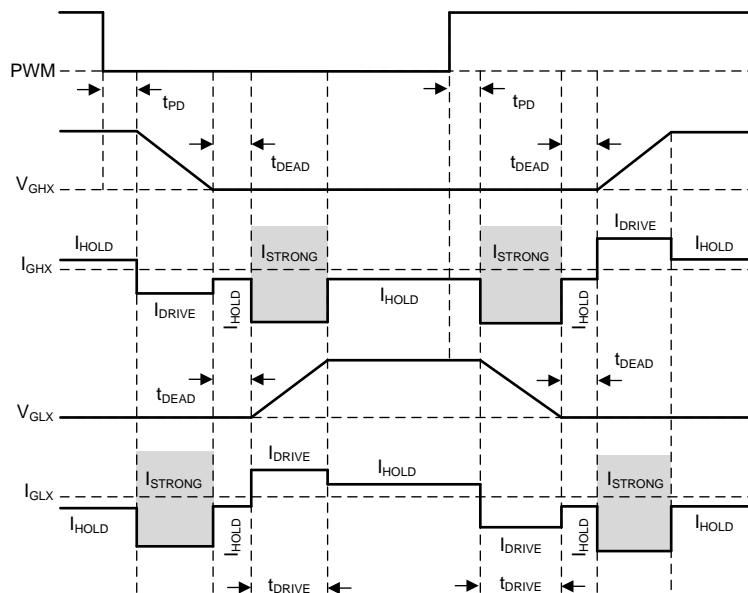 PWM
tPD
tPD
tDEAD
tDEAD
VGHX
IHOLD
ISTRONG
ISTRONG
IDRIVE
IHOLD
IGHX
IDRIVE
IHOLD
IHOLD
IHOLD
tDEAD
tDEAD
VGLX
ISTRONG
IDRIVE
IHOLD
ISTRONG
IGLX
IHOLD
IHOLD
IDRIVE
IHOLD
IHOLD
tDRIVE
tDRIVE